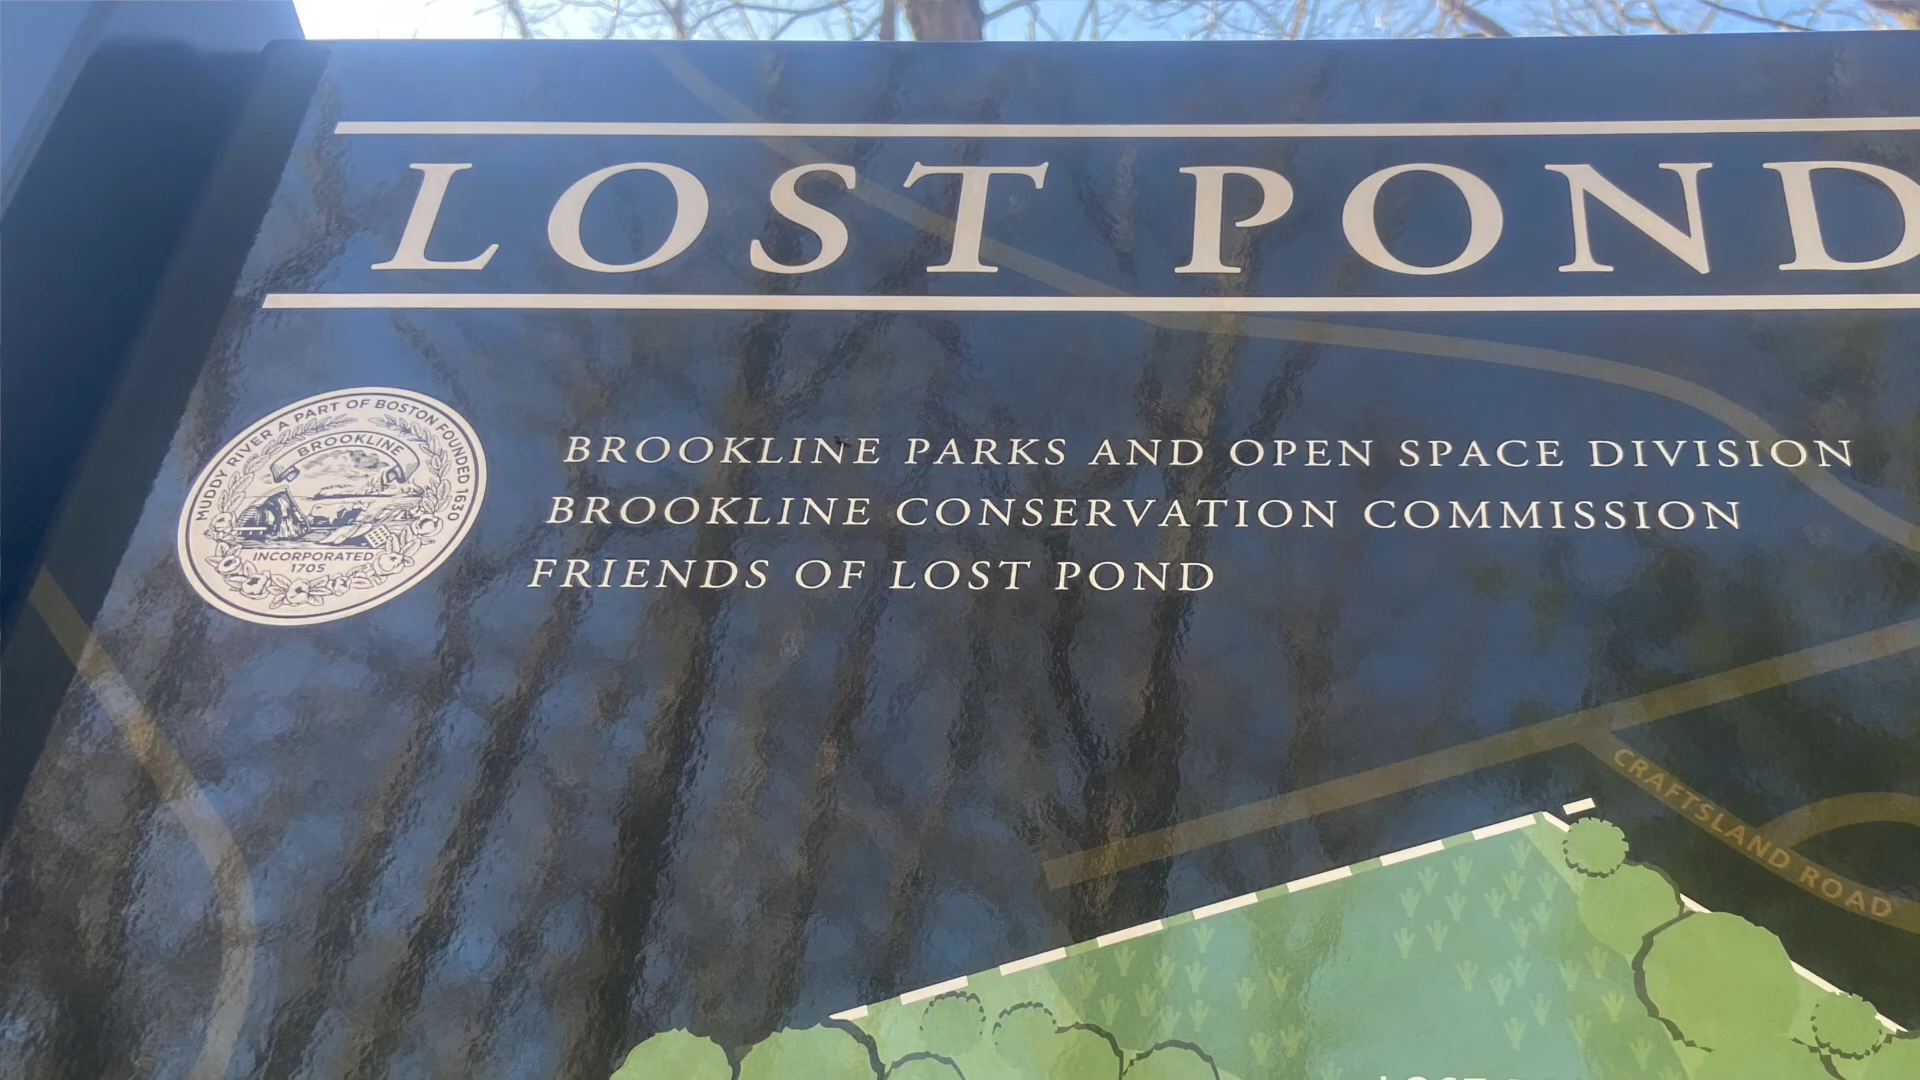 LOST POND
BROOKLINE PARKS AND OPEN SPACE DIVISION
BROOKLINE CONSERVATION COMMISSION
FRIENDS OF LOST POND
MUDDY RIVER A PART OF BOSTON FOUNDED 1630
BROOKLINE
INCORPORATED
1705
CRAFTSLAND ROAD